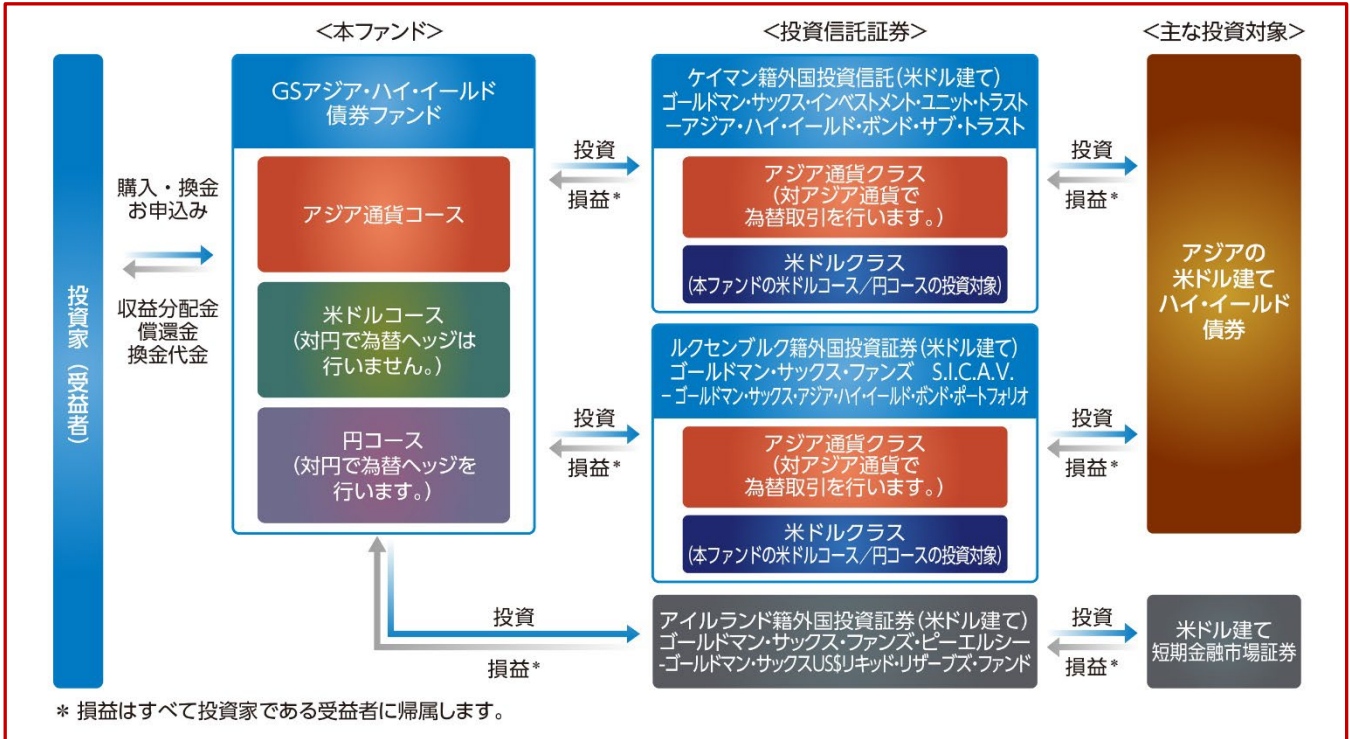 <本ファンド>
<投資信託証券>
<主な投資対象>
投資家（受益者）
購入・換金
お申込み
収益分配金
償還金
換金代金
GSアジア・ハイ・イールド
債券ファンド
アジア通貨コース
米ドルコース
(対円で為替ヘッジは
行いません。)
円コース
(対円で為替ヘッジを
行います。)
投資
損益*
ケイマン籍外国投資信託(米ドル建て)
ゴールドマン・サックス・インベストメント・ユニット・トラスト
ーアジア・ハイ・イールド・ボンド・サブ・トラスト
アジア通貨クラス
(対アジア通貨で
為替取引を行います。)
米ドルクラス
(本ファンドの米ドルコース／円コースの投資対象)
投資
損益*
投資
損益*
ルクセンブルク籍外国投資証券(米ドル建て)
ゴールドマン・サックス・ファンズ　S.I.C.A.V.
－ゴールドマン・サックス・アジア・ハイ・イールド・ボンド・ポートフォリオ
アジア通貨クラス
(対アジア通貨で
為替取引を行います。)
米ドルクラス
(本ファンドの米ドルコース／円コースの投資対象)
投資
損益*
アジアの
米ドル建て
ハイ・イールド
債券
投資
損益*
アイルランド籍外国投資証券(米ドル建て)
ゴールドマン・サックス・ファンズ・ピーエルシー
-ゴールドマン・サックスUS$リキッド・リザーブズ・ファンド
投資
損益*
米ドル建て
短期金融市場証券
* 損益はすべて投資家である受益者に帰属します。